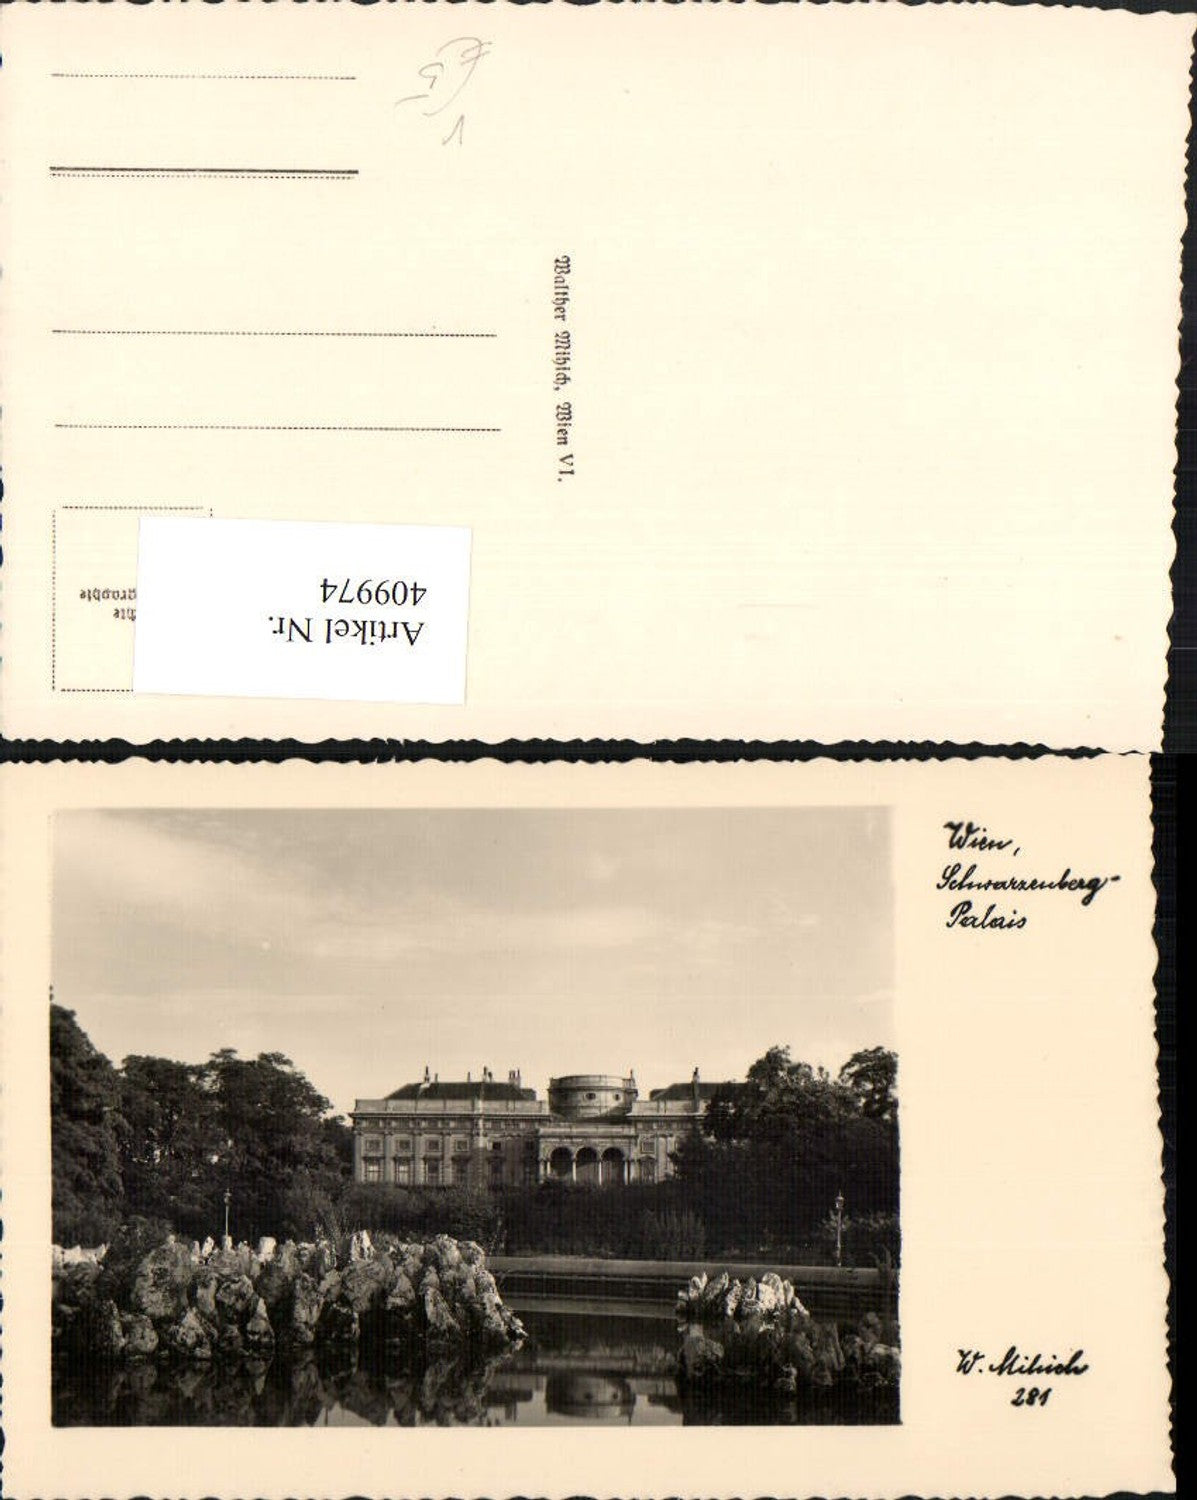 Walther Mihich, Wien VI.
Artikel Nr.
409974
Wien,
Schwarzenberg-
Palais
W. Mihich
281